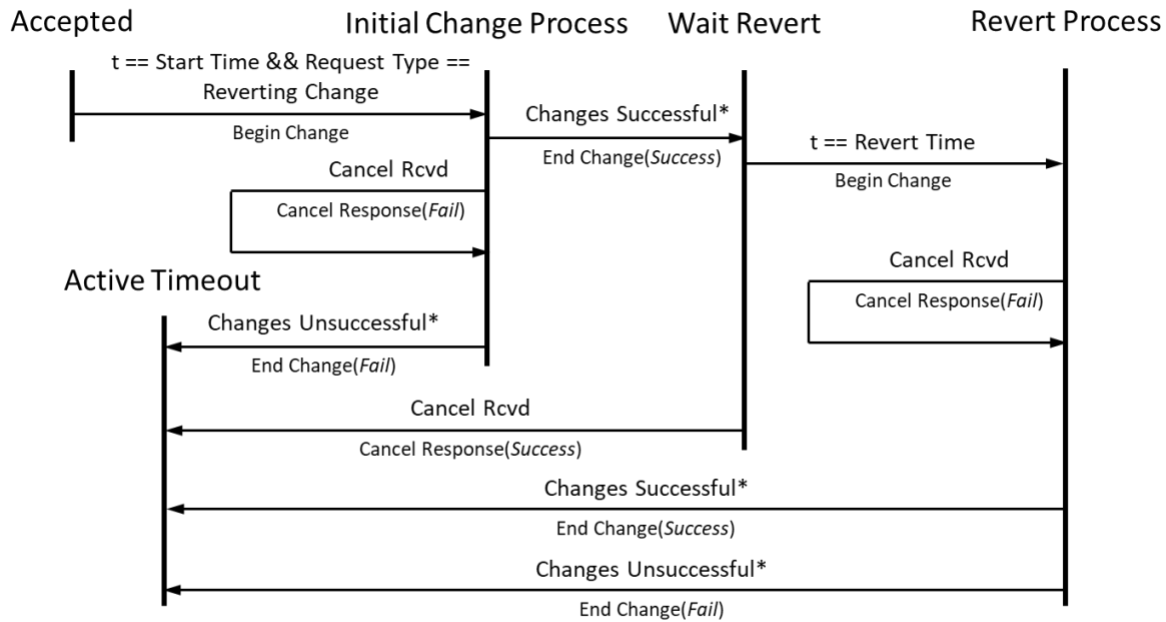 Accepted
Initial Change Process
Wait Revert
Revert Process
t == Start Time && Request Type ==
Reverting Change
Begin Change
Changes Successful*
End Change(Success)
t == Revert Time
Begin Change
Cancel Rcvd
Cancel Response(Fail)
Cancel Rcvd
Cancel Response(Fail)
Active Timeout
Changes Unsuccessful*
End Change(Fail)
Cancel Rcvd
Cancel Response(Success)
Changes Successful*
End Change(Success)
Changes Unsuccessful*
End Change(Fail)